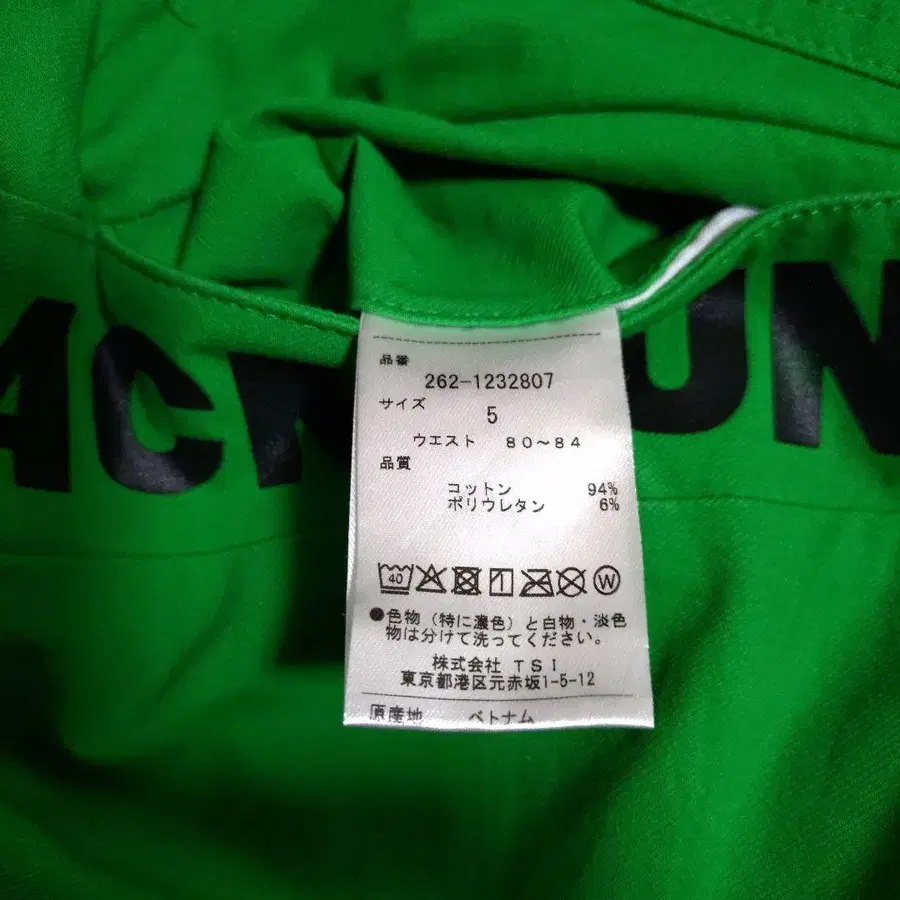 ACK
UN
品番
262-1232807
サイズ
5
ウエスト 80~84
品質
コットン 94%
ポリウレタン 6%
40
W
●色物(特に濃色)と白物・淡色
物は分けて洗ってください。
株式会社 TSI
東京都港区元赤坂1-5-12
原産地 ベトナム